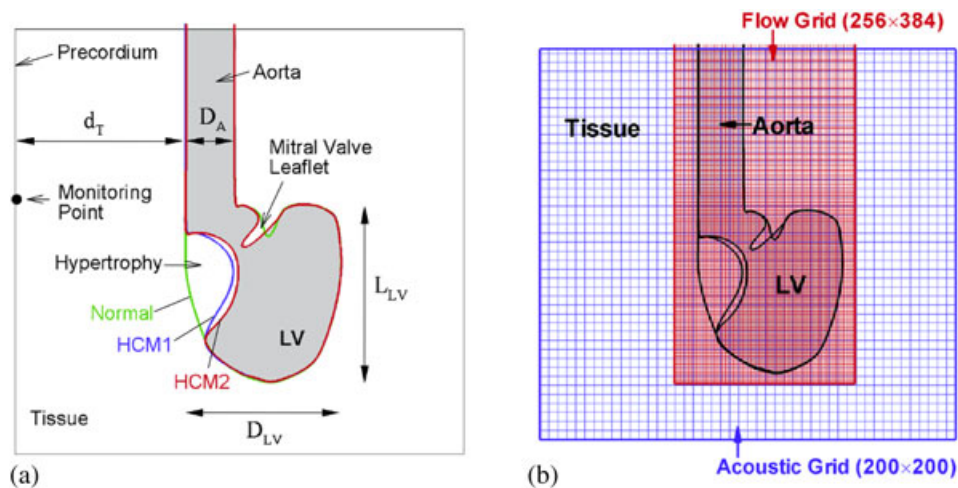 Precordium
Aorta
d_T
D_A
Mitral Valve
Leaflet
Monitoring
Point
Hypertrophy
Normal
HCM1
HCM2
LV
L_LV
D_LV
Tissue
(a)
Flow Grid (256×384)
Tissue
Aorta
LV
Acoustic Grid (200×200)
(b)